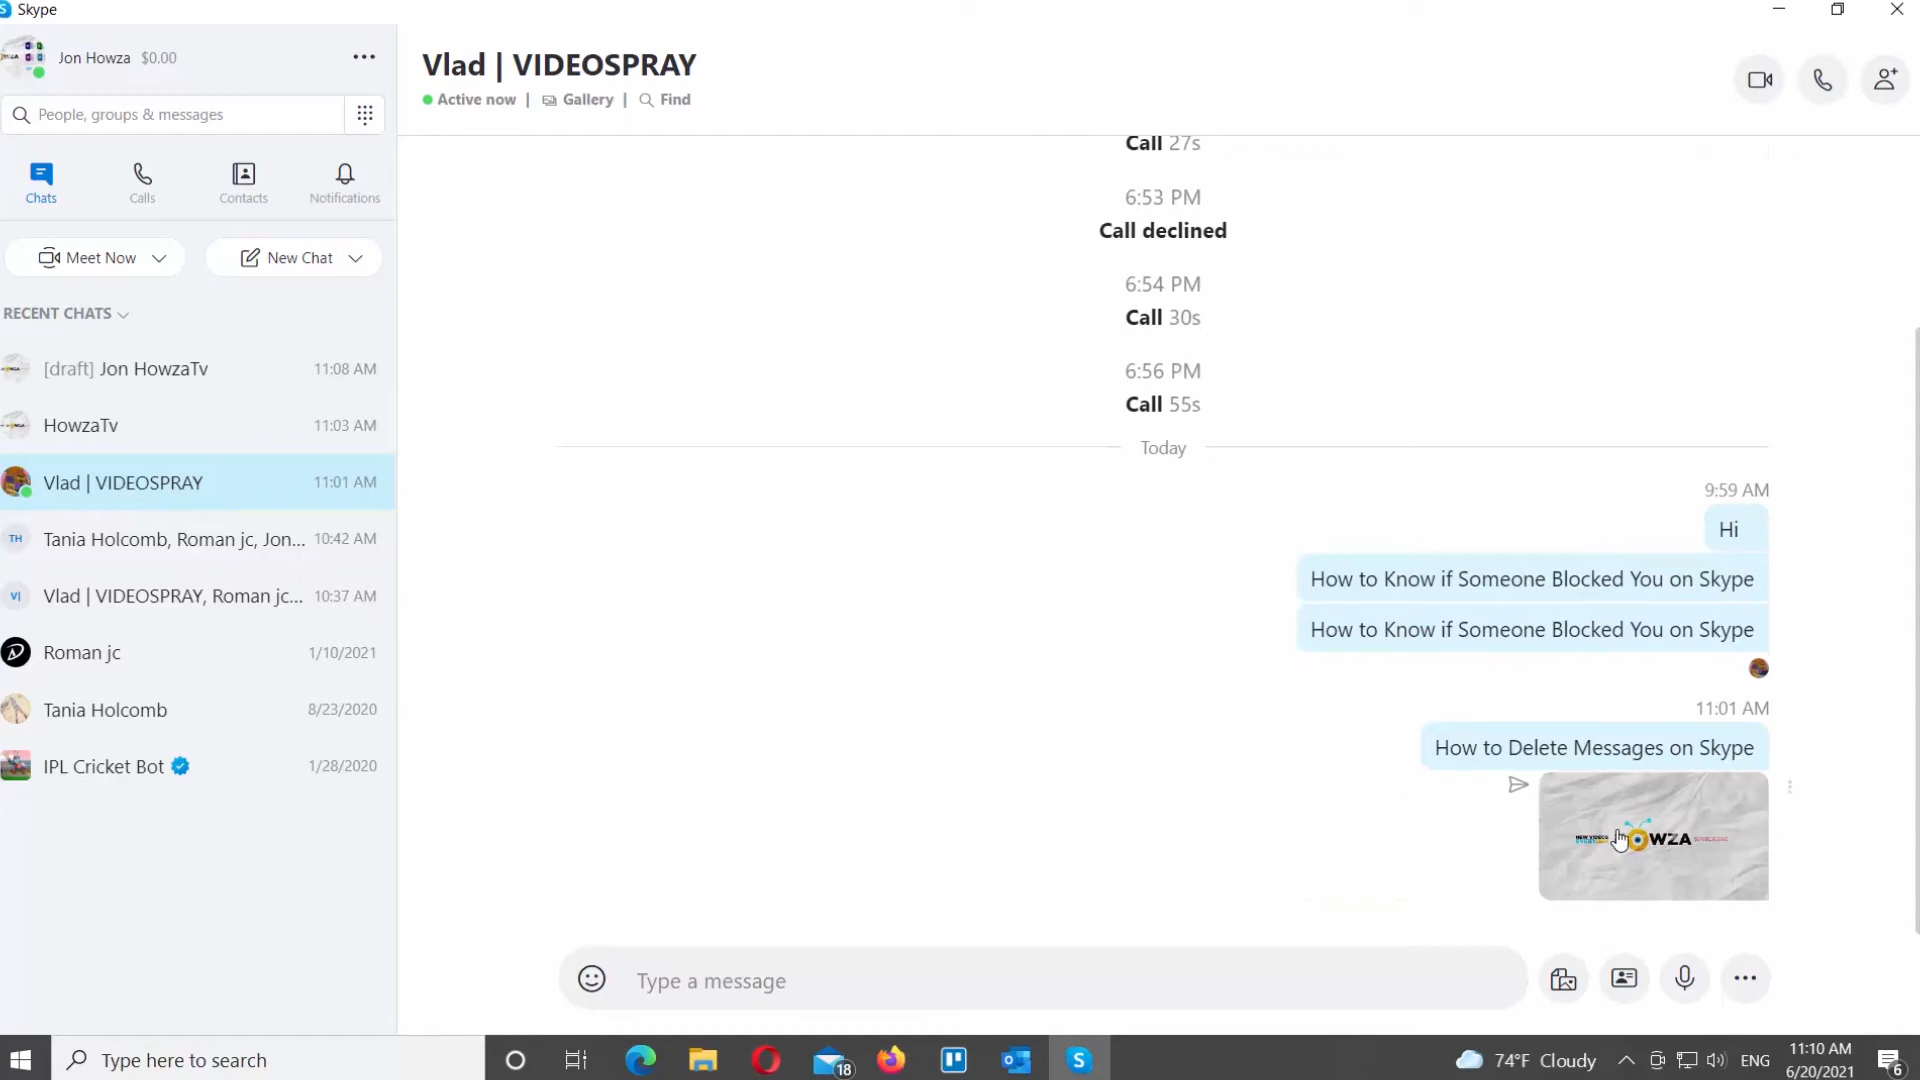 Skype
Jon Howza $0.00
People, groups & messages
Chats
Calls
Contacts
Notifications
Meet Now
New Chat
RECENT CHATS
[draft] Jon HowzaTv 11:08 AM
HowzaTv 11:03 AM
Vlad | VIDEOSPRAY 11:01 AM
TH Tania Holcomb, Roman jc, Jon... 10:42 AM
V| Vlad | VIDEOSPRAY, Roman jc... 10:37 AM
Roman jc 1/10/2021
Tania Holcomb 8/23/2020
IPL Cricket Bot 1/28/2020
Vlad | VIDEOSPRAY
Active now | Gallery | Find
Call 27s
6:53 PM
Call declined
6:54 PM
Call 30s
6:56 PM
Call 55s
Today
9:59 AM
Hi
How to Know if Someone Blocked You on Skype
How to Know if Someone Blocked You on Skype
11:01 AM
How to Delete Messages on Skype
NEW VIDEOS
WZA
Type a message
Type here to search
18
74°F Cloudy
ENG
11:10 AM
6/20/2021
6